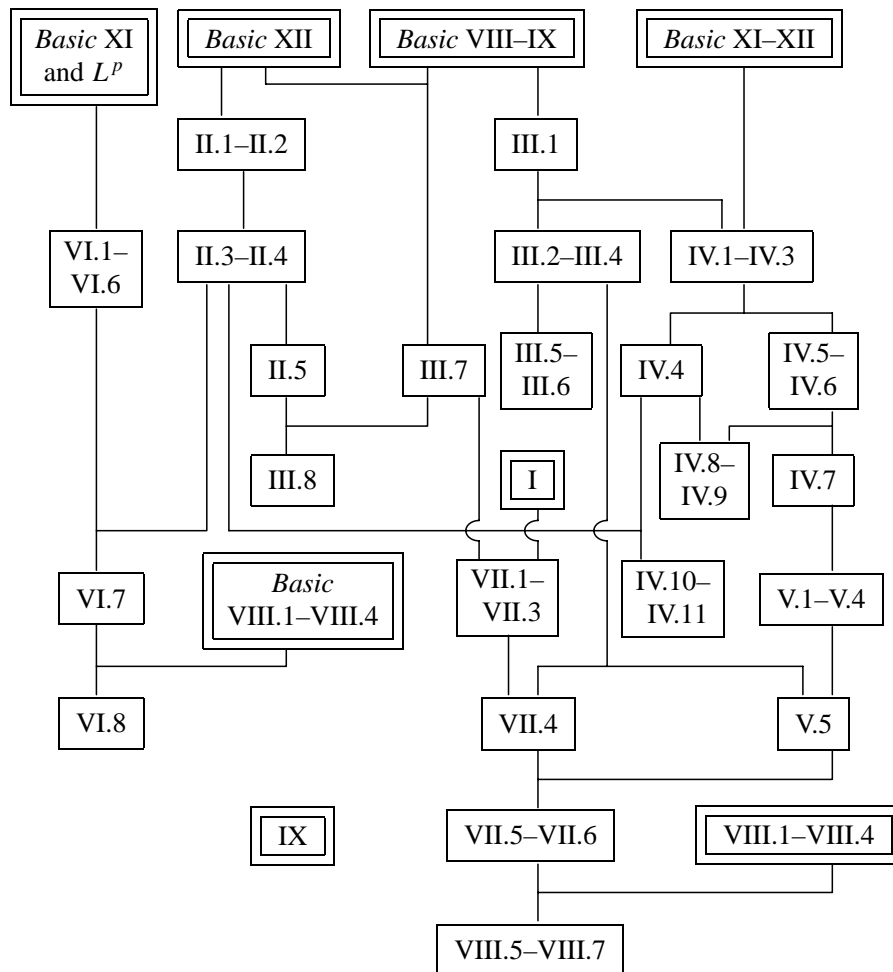 Basic XI
and L^p
Basic XII
Basic VIII–IX
Basic XI–XII
II.1–II.2
III.1
VI.1–
VI.6
II.3–II.4
III.2–III.4
IV.1–IV.3
II.5
III.7
III.5–
III.6
IV.4
IV.5–
IV.6
III.8
I
IV.8–
IV.9
IV.7
VI.7
Basic
VIII.1–VIII.4
VII.1–
VII.3
IV.10–
IV.11
V.1–V.4
VI.8
VII.4
V.5
IX
VII.5–VII.6
VIII.1–VIII.4
VIII.5–VIII.7